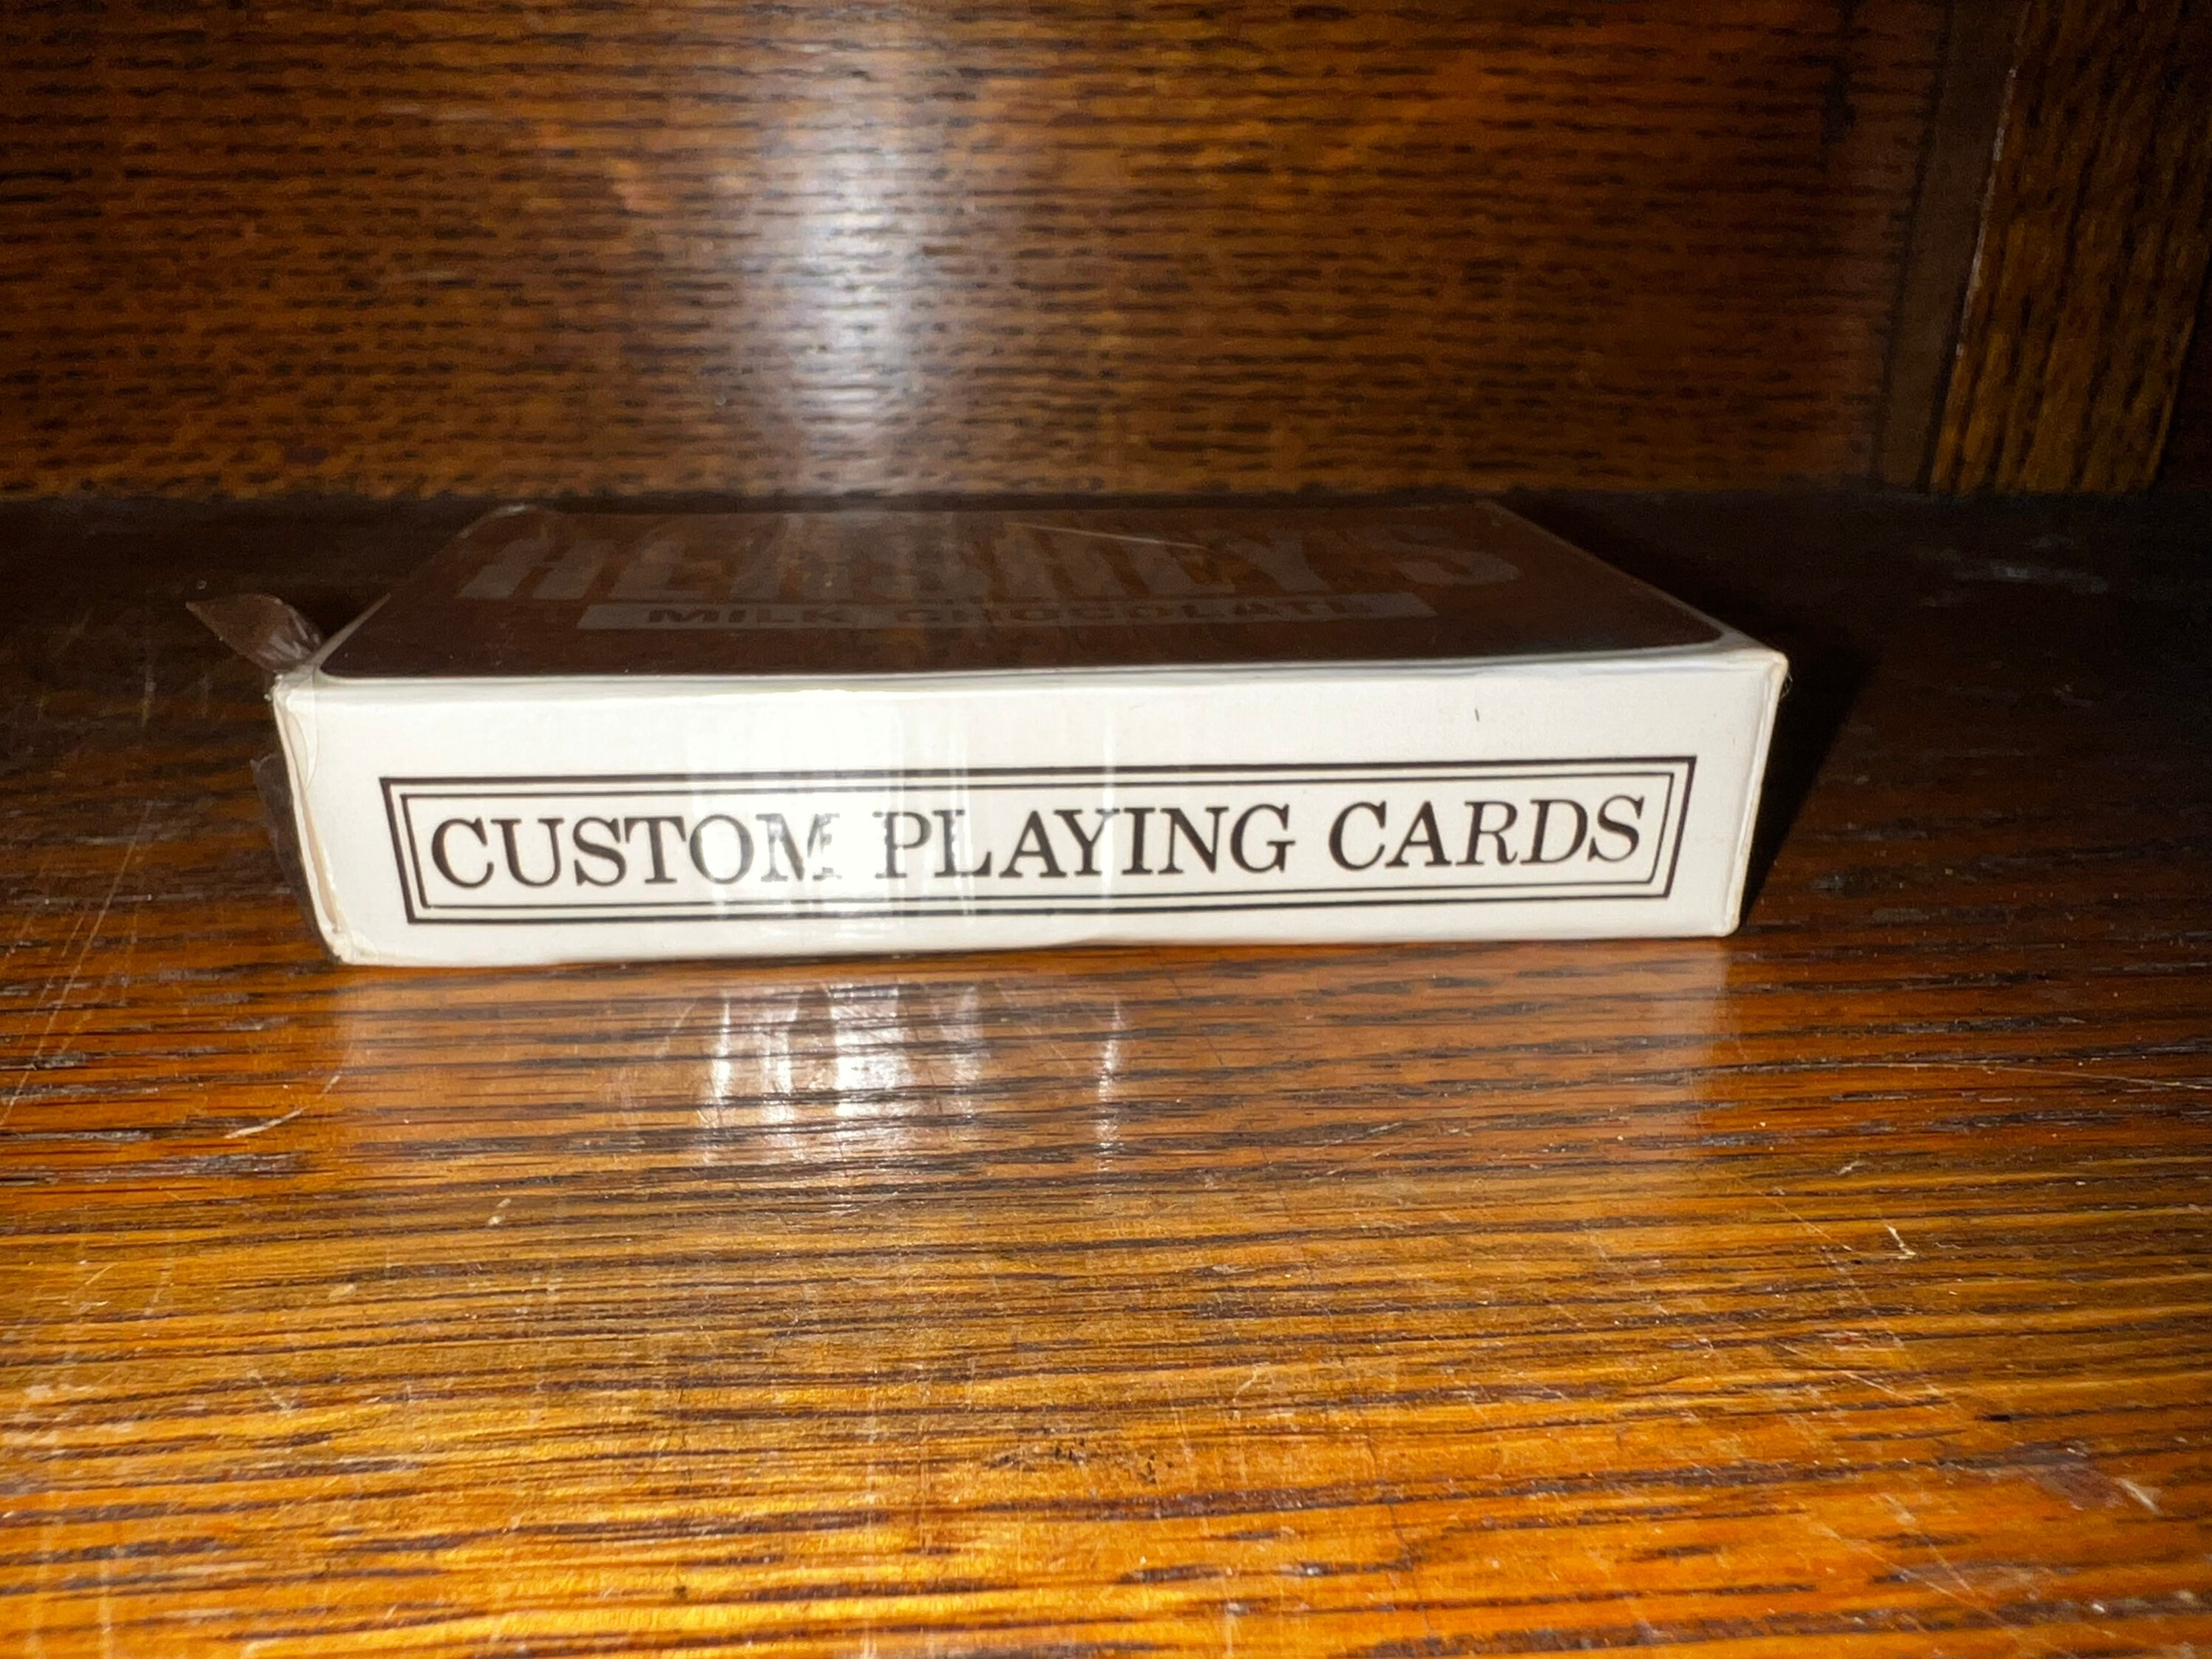 HERSHEY'S
MILK CHOCOLATE
CUSTOM PLAYING CARDS